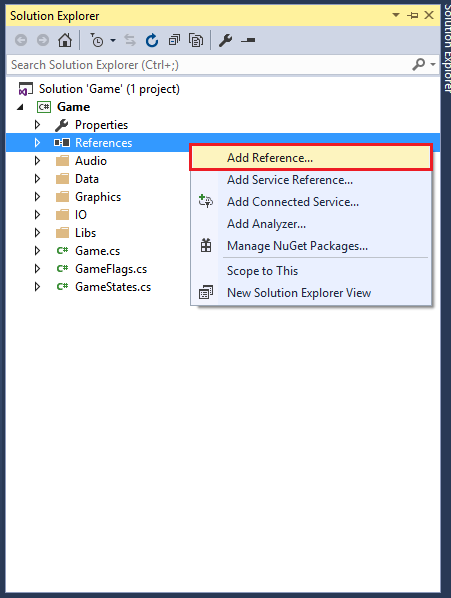 Solution Explorer
Search Solution Explorer (Ctrl+;)
Solution 'Game' (1 project)
C# Game
Properties
References
Audio
Data
Graphics
IO
Libs
C# Game.cs
C# GameFlags.cs
C# GameStates.cs
Add Reference...
Add Service Reference...
Add Connected Service...
Add Analyzer...
Manage NuGet Packages...
Scope to This
New Solution Explorer View
Solution Explorer